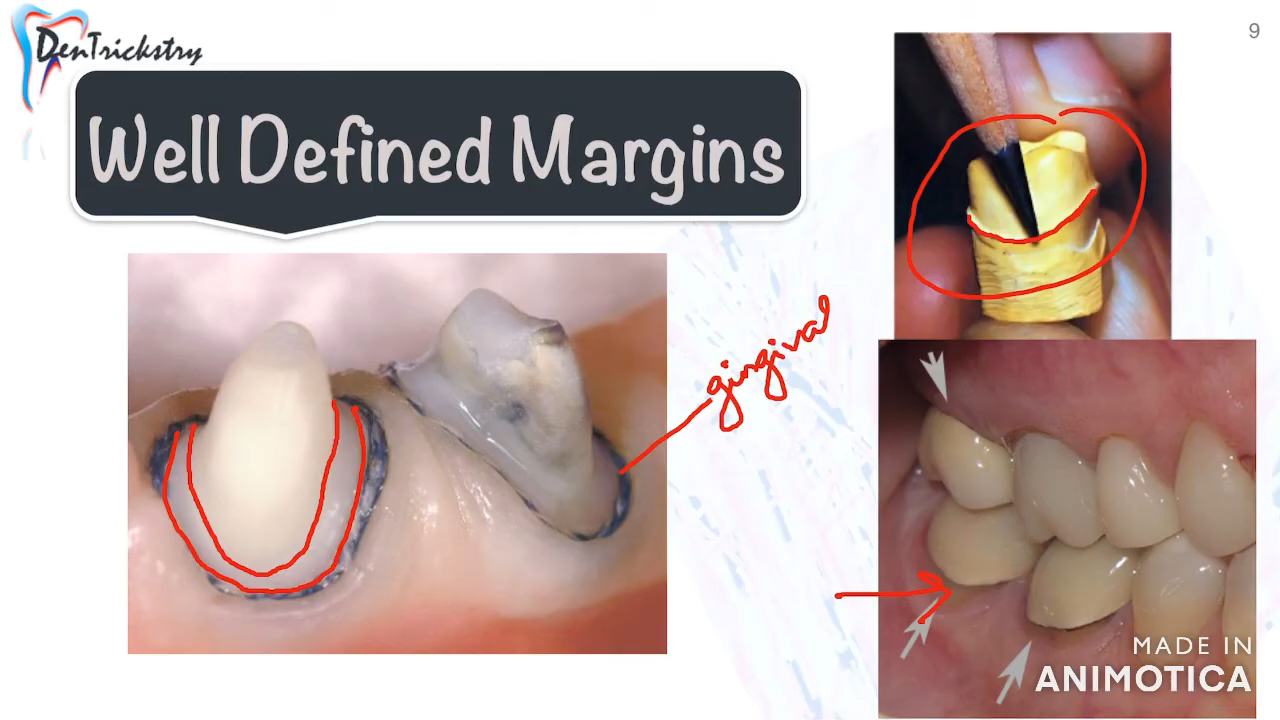 DenTrickstry
9
Well Defined Margins
gingival
MADE IN
ANIMOTICA